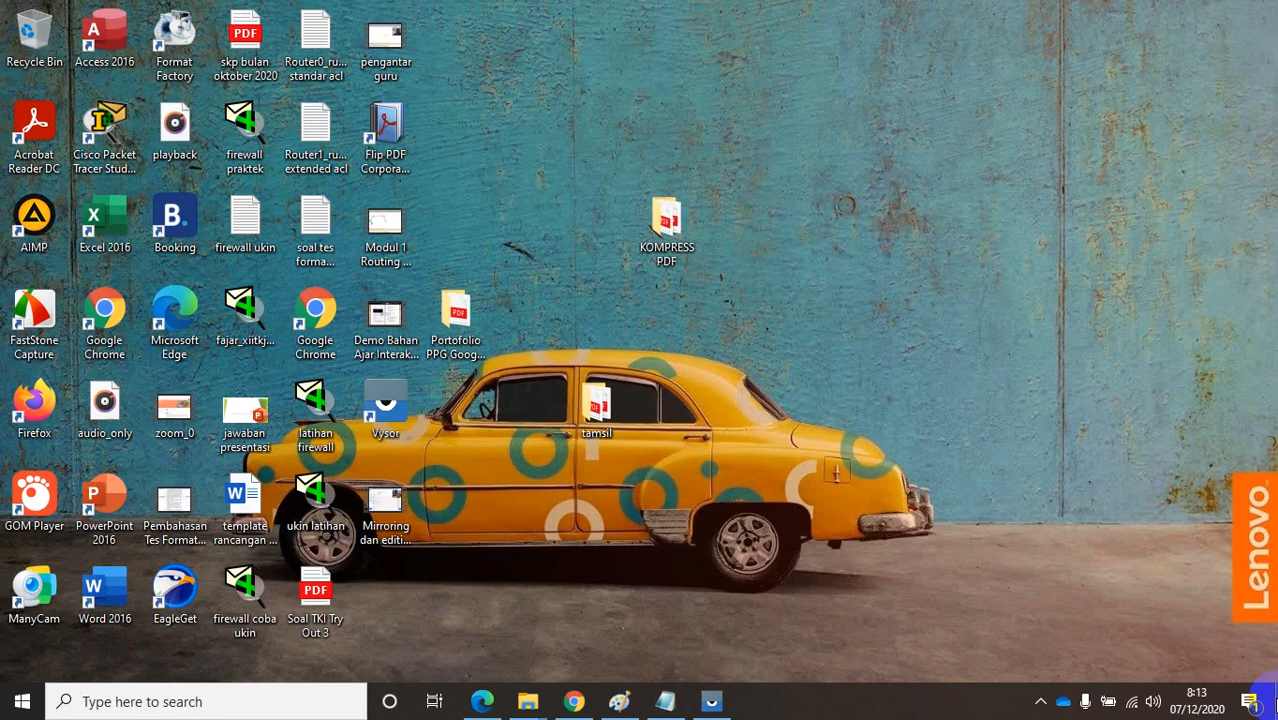 Recycle Bin
Access 2016
Format
Factory
PDF
skp bulan
oktober 2020
Router0_ru...
standar acl
pengantar
guru
Acrobat
Reader DC
Cisco Packet
Tracer Stud...
playback
firewall
praktek
Router1_ru...
extended acl
Flip PDF
Corpora...
AIMP
Excel 2016
B.
Booking
firewall ukin
soal tes
forma...
Modul 1
Routing ...
KOMPRESS
PDF
FastStone
Capture
Google
Chrome
Microsoft
Edge
fajar_xiitkj...
Google
Chrome
Demo Bahan
Ajar Interak...
PDF
Portofolio
PPG Goog...
Firefox
audio_only
zoom_0
jawaban
presentasi
latihan
firewall
Vysor
tamsil
GOM Player
PowerPoint
2016
Pembahasan
Tes Format...
template
rancangan ...
ukin latihan
Mirroring
dan editi...
ManyCam
Word 2016
EagleGet
firewall coba
ukin
PDF
Soal TKI Try
Out 3
Lenovo
Type here to search
8:13
07/12/2020
1